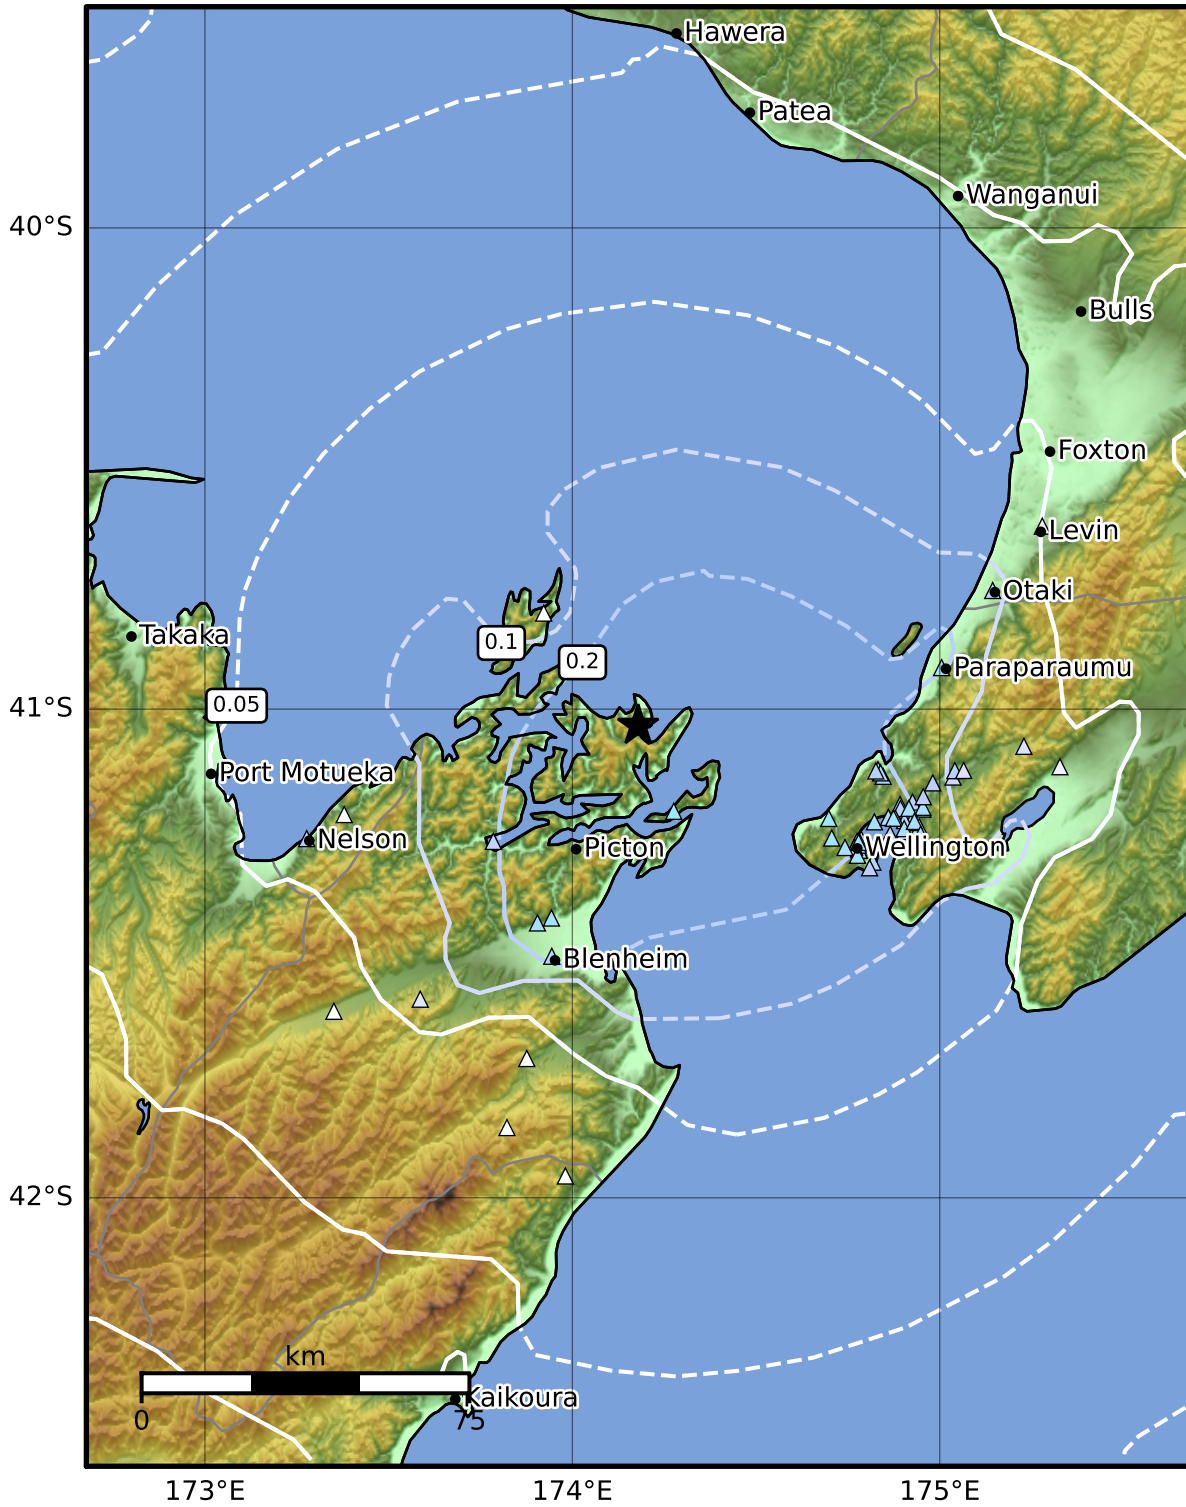 Hawera
Patea
Wanganui
40°S
Bulls
Foxton
Levin
Otaki
Takaka
0.1
0.2
Paraparaumu
0.05
41°S
Port Motueka
Nelson
Picton
Wellington
Blenheim
42°S
km
Kaikoura
0
75
173°E
174°E
175°E